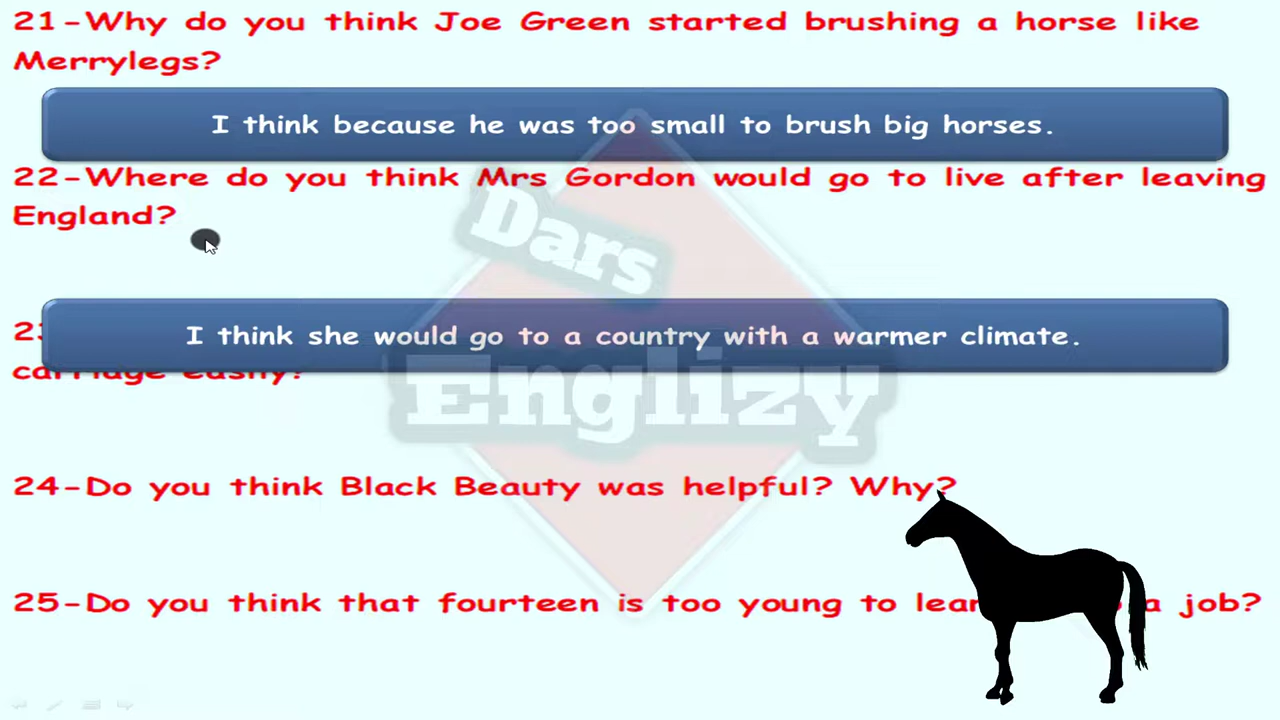 21-Why do you think Joe Green started brushing a horse like
Merrylegs?
I think because he was too small to brush big horses.
22-Where do you think Mrs Gordon would go to live after leaving
England?
I think she would go to a country with a warmer climate.
carriage easily?
24-Do you think Black Beauty was helpful? Why?
25-Do you think that fourteen is too young to a job?
Dars
Englizy